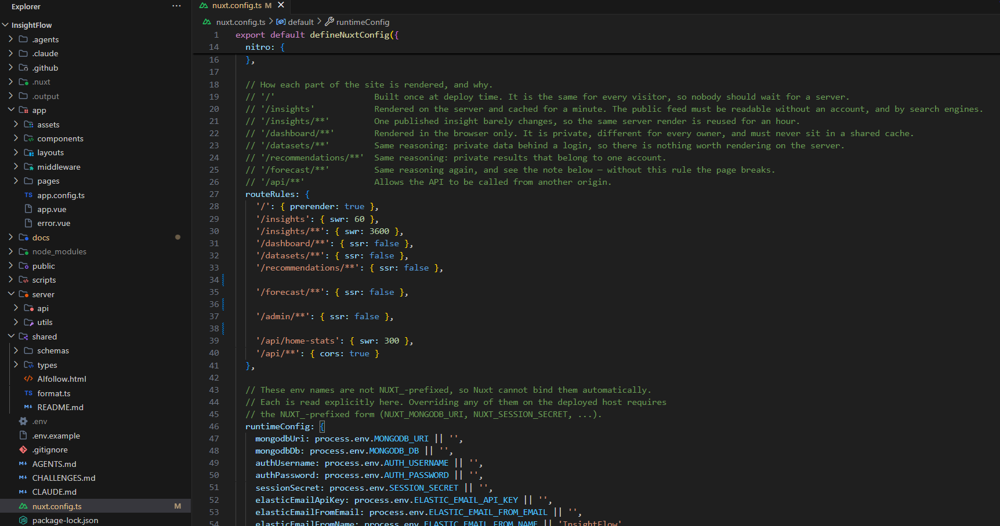 Explorer
InsightFlow
.agents
.claude
.github
.nuxt
.output
app
assets
components
layouts
middleware
pages
TS app.config.ts
app.vue
error.vue
docs
node_modules
public
scripts
server
api
utils
shared
schemas
types
AIfollow.html
TS format.ts
README.md
.env
.env.example
.gitignore
AGENTS.md
CHALLENGES.md
CLAUDE.md
nuxt.config.ts M
package-lock.json
nuxt.config.ts M
nuxt.config.ts > default > runtimeConfig
1 export default defineNuxtConfig({
14 nitro: {
16 },
17
18 // How each part of the site is rendered, and why.
19 // '/' Built once at deploy time. It is the same for every visitor, so nobody should wait for a server.
20 // '/insights' Rendered on the server and cached for a minute. The public feed must be readable without an account, and by search engines.
21 // '/insights/**' One published insight barely changes, so the same server render is reused for an hour.
22 // '/dashboard/**' Rendered in the browser only. It is private, different for every owner, and must never sit in a shared cache.
23 // '/datasets/**' Same reasoning: private data behind a login, so there is nothing worth rendering on the server.
24 // '/recommendations/**' Same reasoning: private results that belong to one account.
25 // '/forecast/**' Same reasoning again, and see the note below — without this rule the page breaks.
26 // '/api/**' Allows the API to be called from another origin.
27 routeRules: {
28 '/': { prerender: true },
29 '/insights': { swr: 60 },
30 '/insights/**': { swr: 3600 },
31 '/dashboard/**': { ssr: false },
32 '/datasets/**': { ssr: false },
33 '/recommendations/**': { ssr: false },
34
35 '/forecast/**': { ssr: false },
36
37 '/admin/**': { ssr: false },
38
39 '/api/home-stats': { swr: 300 },
40 '/api/**': { cors: true }
41 },
42
43 // These env names are not NUXT_-prefixed, so Nuxt cannot bind them automatically.
44 // Each is read explicitly here. Overriding any of them on the deployed host requires
45 // the NUXT_-prefixed form (NUXT_MONGODB_URI, NUXT_SESSION_SECRET, ...).
46 runtimeConfig: {
47 mongodbUri: process.env.MONGODB_URI || '',
48 mongodbDb: process.env.MONGODB_DB || '',
49 authUsername: process.env.AUTH_USERNAME || '',
50 authPassword: process.env.AUTH_PASSWORD || '',
51 sessionSecret: process.env.SESSION_SECRET || '',
52 elasticEmailApiKey: process.env.ELASTIC_EMAIL_API_KEY || '',
53 elasticEmailFromEmail: process.env.ELASTIC_EMAIL_FROM_EMAIL || '',
54 elasticEmailFromName: process.env.ELASTIC_EMAIL_FROM_NAME || 'InsightFlow'